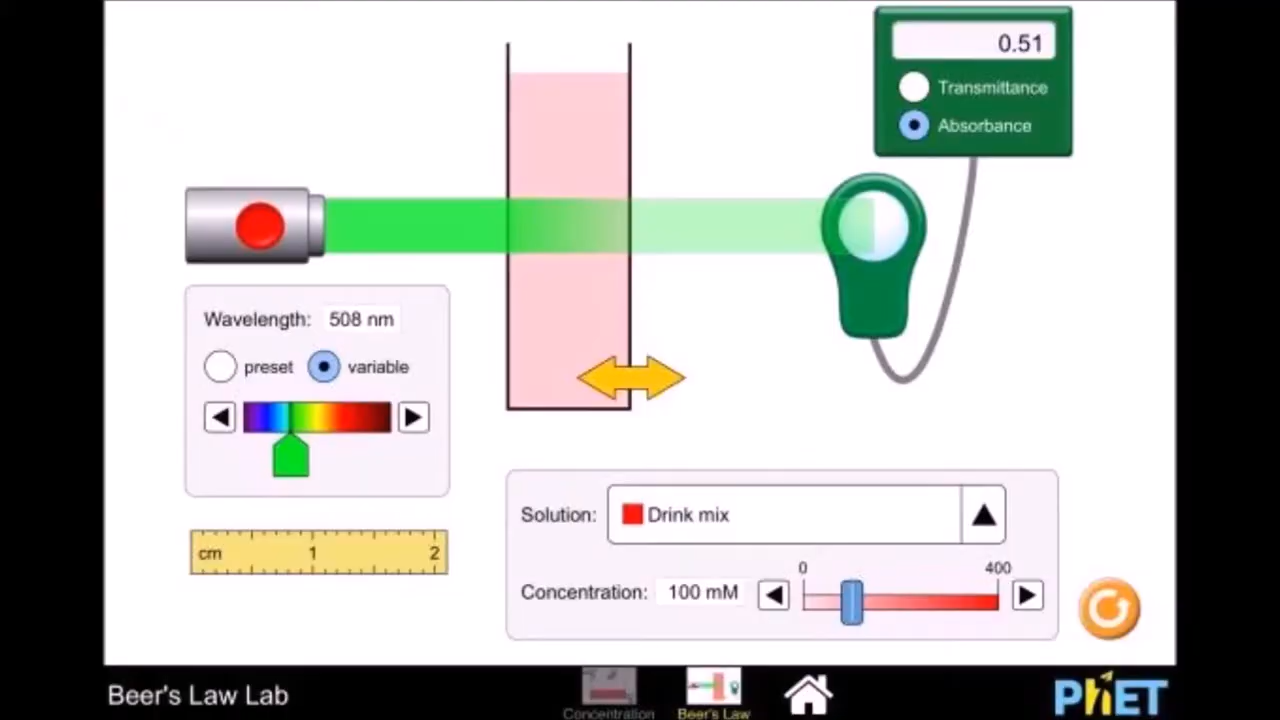 0.51
Transmittance
Absorbance
Wavelength: 508 nm
preset variable
cm 1 2
Solution: Drink mix
0 400
Concentration: 100 mM
Beer's Law Lab
Concentration
Beer's Law
PhET